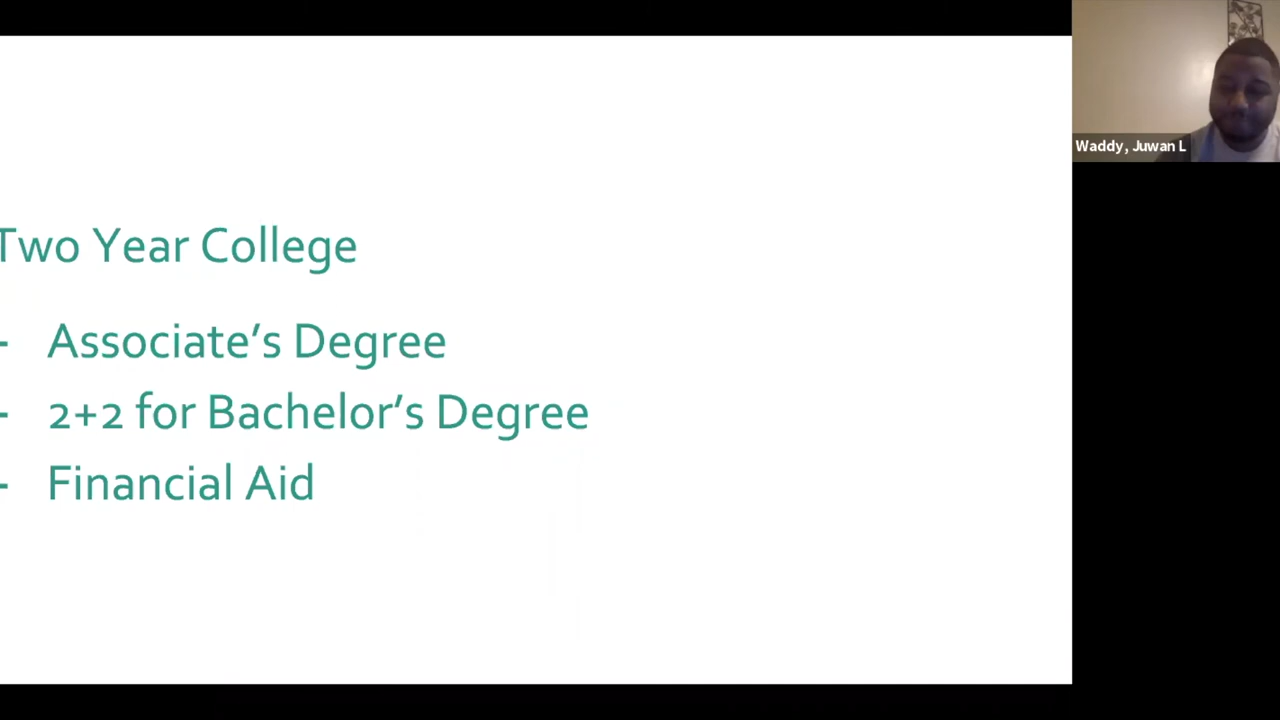 Two Year College
- Associate’s Degree
- 2+2 for Bachelor’s Degree
- Financial Aid
Waddy, Juwan L